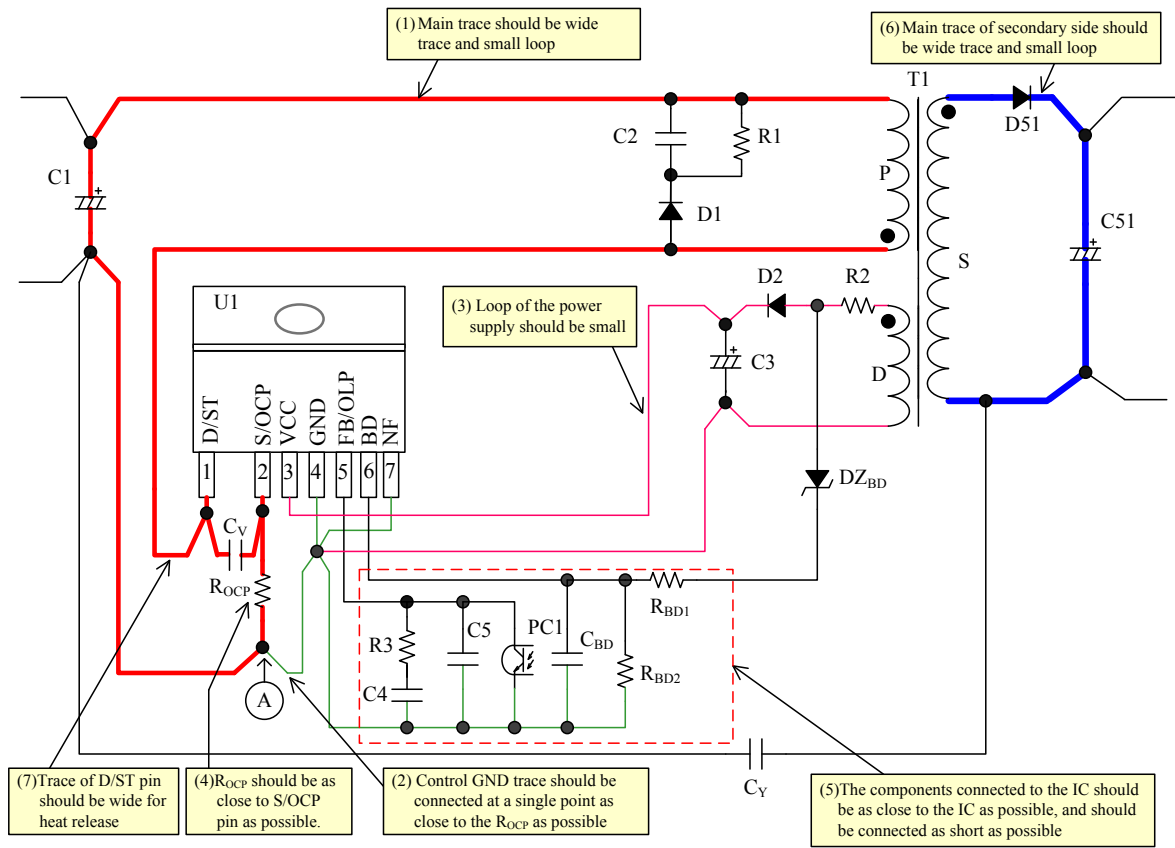 (1) Main trace should be wide
trace and small loop
(6) Main trace of secondary side should
be wide trace and small loop
T1
D51
C2
R1
P
C1
D1
C51
S
D2
R2
U1
(3) Loop of the power
supply should be small
C3
D
D/ST
S/OCP
VCC
GND
FB/OLP
BD
NF
1
2
3
4
5
6
7
DZBD
CV
ROCP
RBD1
PC1
C5
CBD
R3
RBD2
C4
A
(7) Trace of D/ST pin
should be wide for
heat release
(4) ROCP should be as
close to S/OCP
pin as possible.
(2) Control GND trace should be
connected at a single point as
close to the ROCP as possible
CY
(5) The components connected to the IC should
be as close to the IC as possible, and should
be connected as short as possible